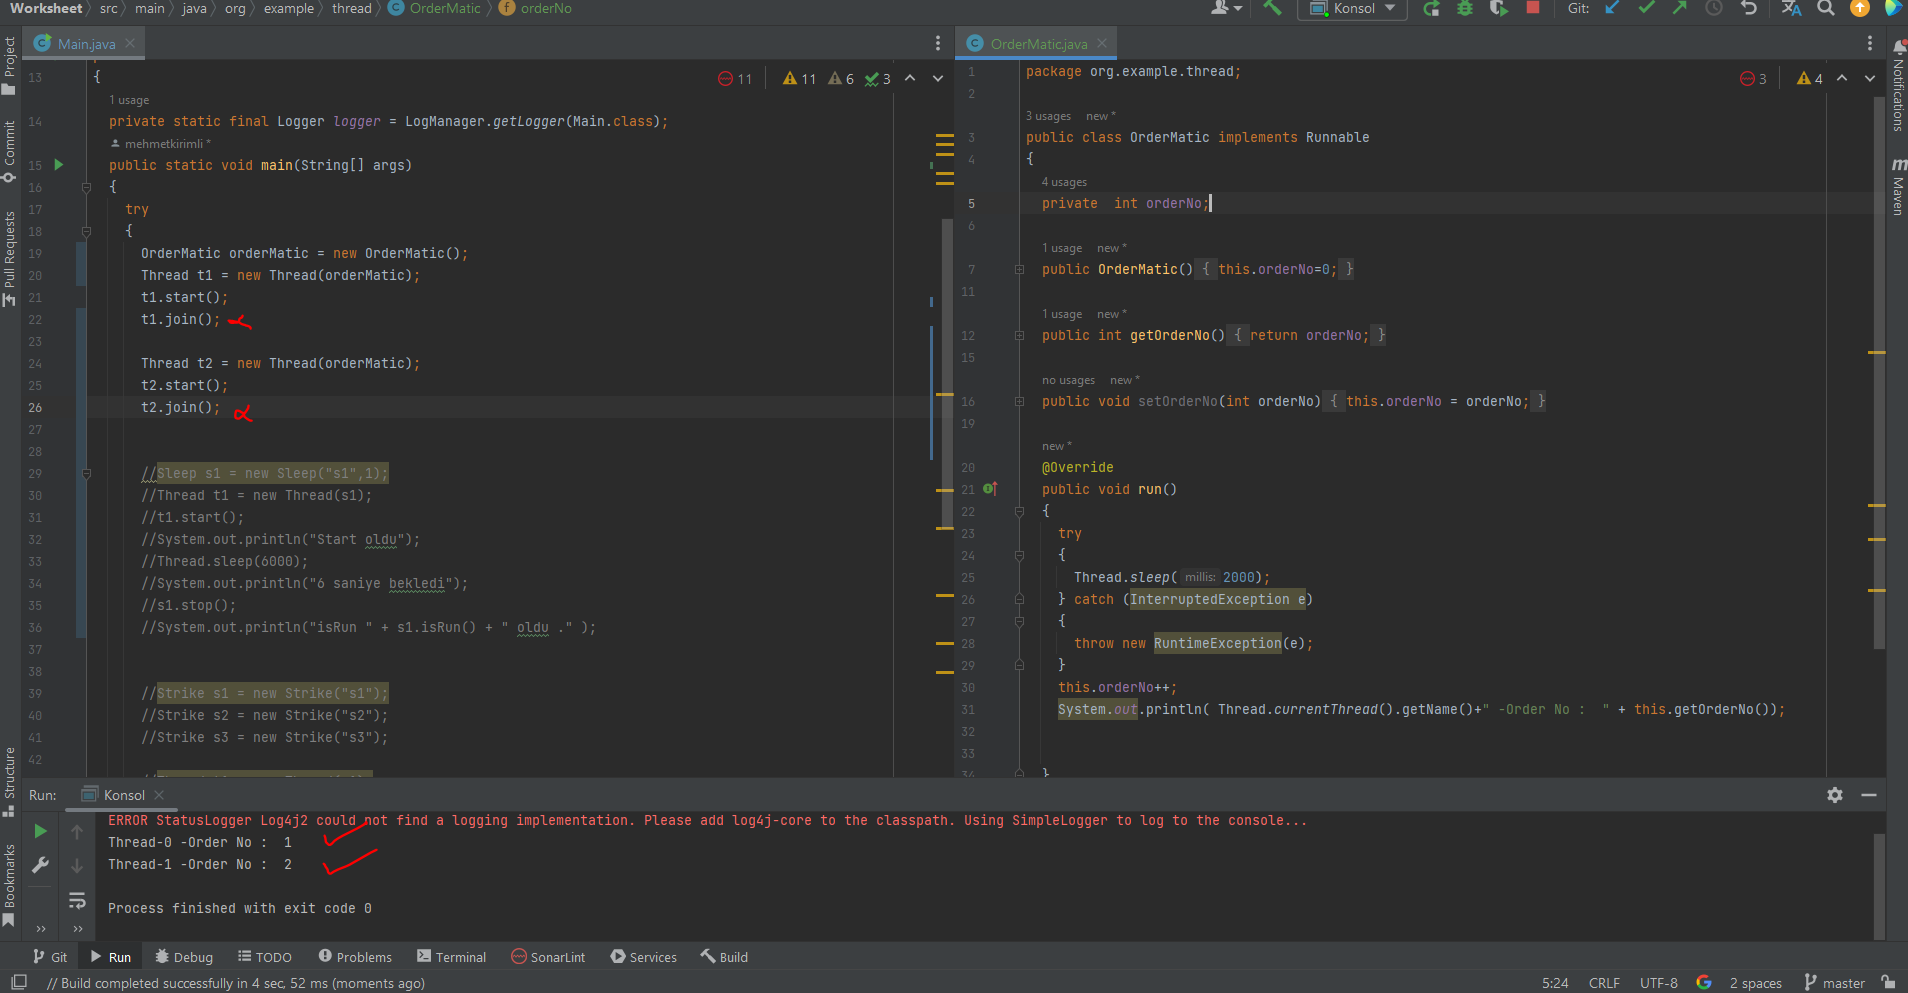 Worksheet src main java org example thread OrderMatic orderNo
Konsol Git:
Main.java
OrderMatic.java
Project
Commit
Pull Requests
Structure
Bookmarks
Notifications
Maven
11 11 6 3
13 {
1 usage
14 private static final Logger logger = LogManager.getLogger(Main.class);
mehmetkirimli *
15 public static void main(String[] args)
16 {
17 try
18 {
19 OrderMatic orderMatic = new OrderMatic();
20 Thread t1 = new Thread(orderMatic);
21 t1.start();
22 t1.join();
23
24 Thread t2 = new Thread(orderMatic);
25 t2.start();
26 t2.join();
27
28
29 //Sleep s1 = new Sleep("s1",1);
30 //Thread t1 = new Thread(s1);
31 //t1.start();
32 //System.out.println("Start oldu");
33 //Thread.sleep(6000);
34 //System.out.println("6 saniye bekledi");
35 //s1.stop();
36 //System.out.println("isRun " + s1.isRun() + " oldu ." );
37
38
39 //Strike s1 = new Strike("s1");
40 //Strike s2 = new Strike("s2");
41 //Strike s3 = new Strike("s3");
42
3 4
1 package org.example.thread;
2
3 usages new *
3 public class OrderMatic implements Runnable
4 {
4 usages
5 private int orderNo;
6
1 usage new *
7 public OrderMatic() { this.orderNo=0; }
11
1 usage new *
12 public int getOrderNo() { return orderNo; }
15
no usages new *
16 public void setOrderNo(int orderNo) { this.orderNo = orderNo; }
19
new *
20 @Override
21 public void run()
22 {
23 try
24 {
25 Thread.sleep( millis: 2000);
26 } catch (InterruptedException e)
27 {
28 throw new RuntimeException(e);
29 }
30 this.orderNo++;
31 System.out.println( Thread.currentThread().getName()+" -Order No :  " + this.getOrderNo());
32
33
34 }
Run: Konsol
ERROR StatusLogger Log4j2 could not find a logging implementation. Please add log4j-core to the classpath. Using SimpleLogger to log to the console...
Thread-0 -Order No :  1
Thread-1 -Order No :  2
Process finished with exit code 0
Git Run Debug TODO Problems Terminal SonarLint Services Build
// Build completed successfully in 4 sec, 52 ms (moments ago) 5:24 CRLF UTF-8 2 spaces master